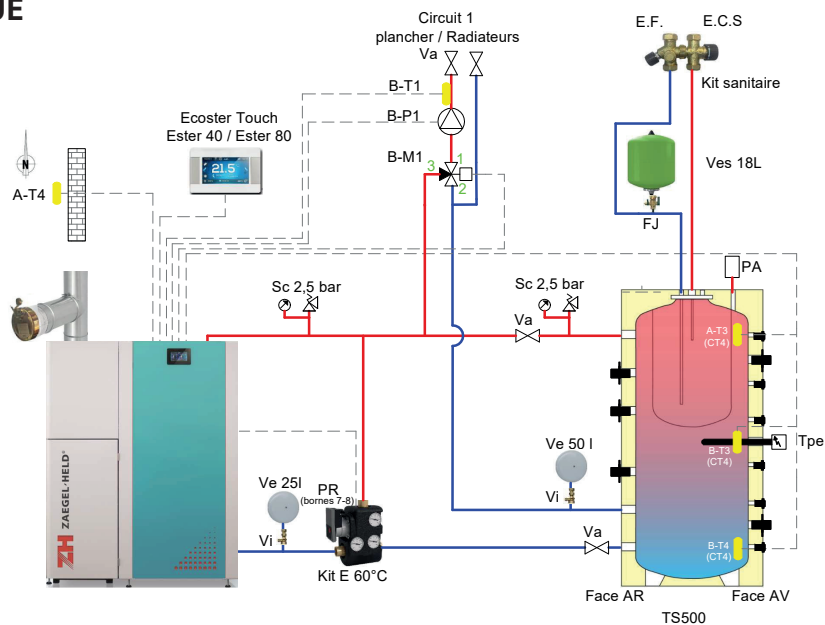 UE
Circuit 1
plancher / Radiateurs
Va
E.F.
E.C.S
Kit sanitaire
B-T1
B-P1
B-M1
3
1
2
Ecoster Touch
Ester 40 / Ester 80
21.5
N
A-T4
Ves 18L
FJ
PA
Sc 2,5 bar
Sc 2,5 bar
Va
A-T3
(CT4)
B-T3
(CT4)
Tpe
B-T4
(CT4)
ZAEGEL-HELD®
ZH
Ve 25l
Vi
PR
(bornes 7-8)
Kit E 60°C
Ve 50 l
Vi
Va
Face AR
Face AV
TS500